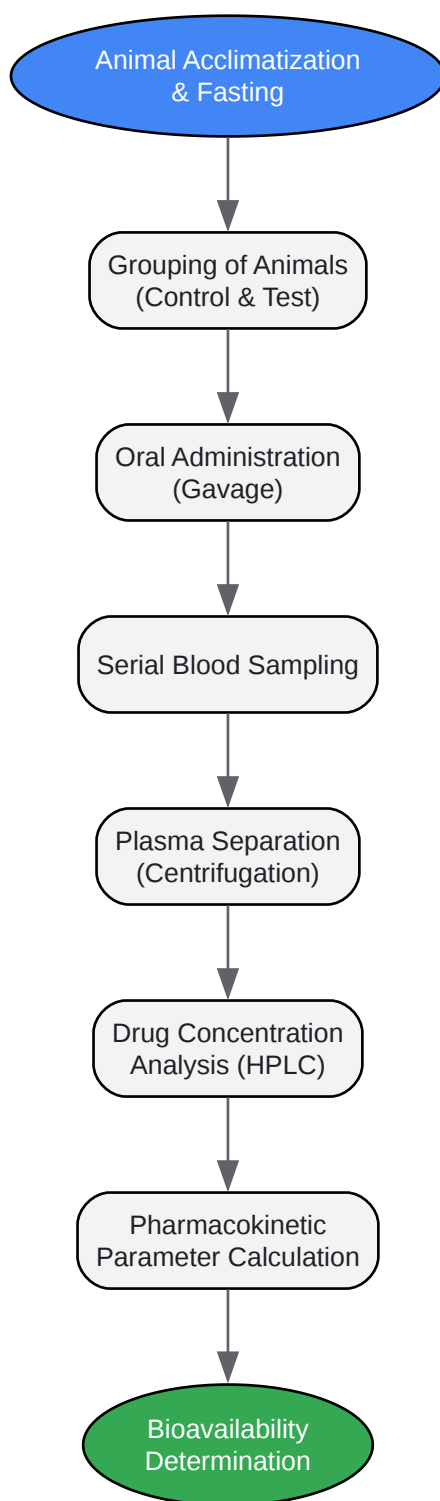 Animal Acclimatization
& Fasting
Grouping of Animals
(Control & Test)
Oral Administration
(Gavage)
Serial Blood Sampling
Plasma Separation
(Centrifugation)
Drug Concentration
Analysis (HPLC)
Pharmacokinetic
Parameter Calculation
Bioavailability
Determination